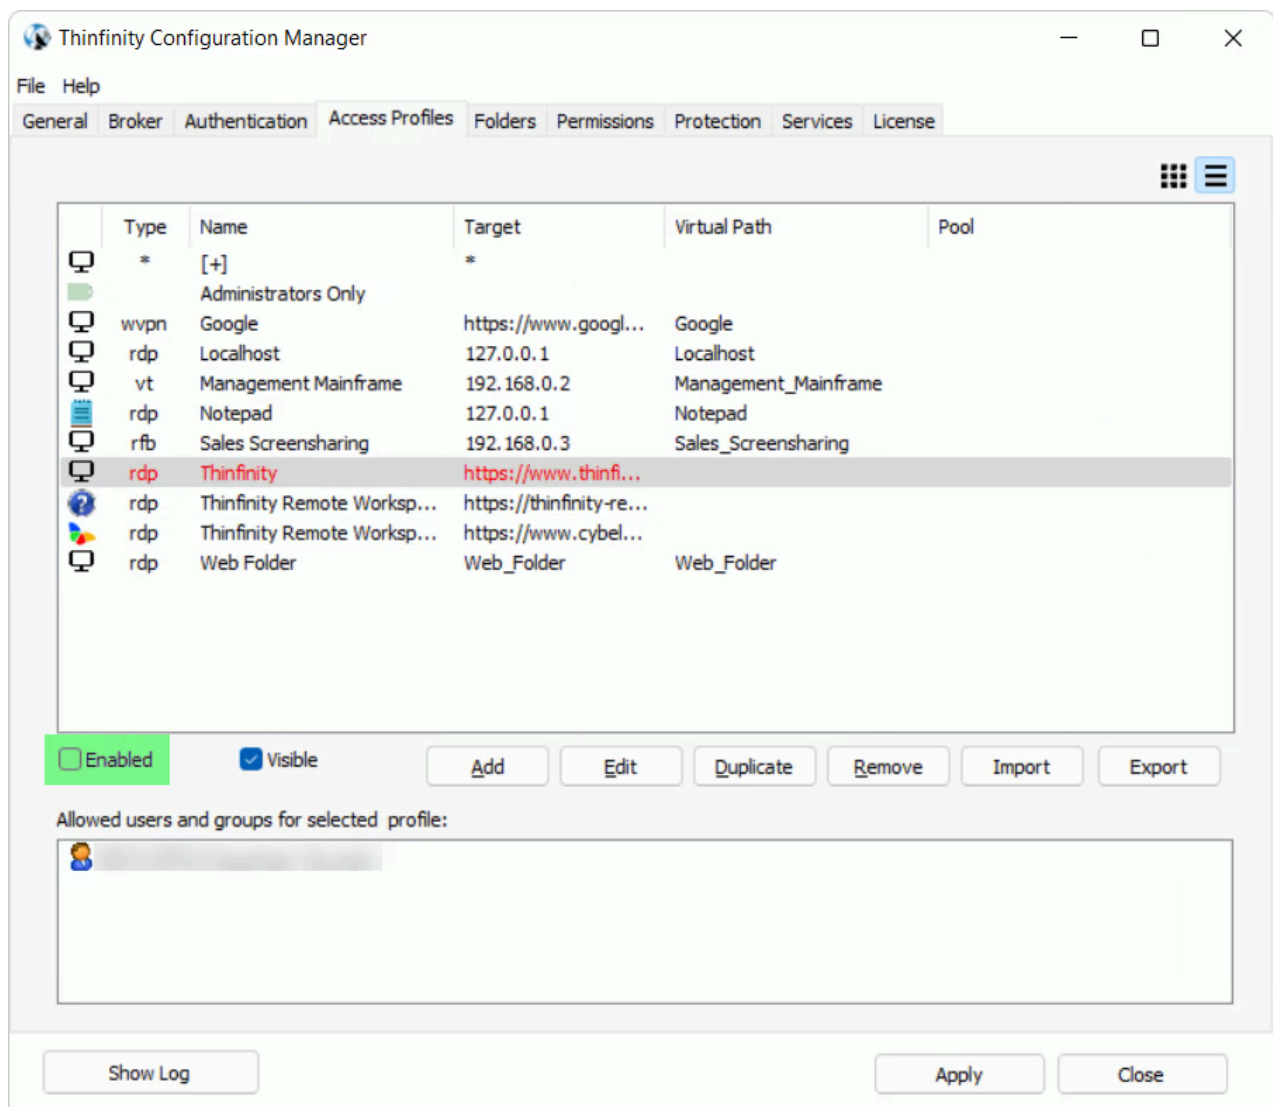 Thinfinity Configuration Manager
File Help
General Broker Authentication Access Profiles Folders Permissions Protection Services License
Type Name Target Virtual Path Pool
* [+] *
Administrators Only
wvpn Google https://www.googl... Google
rdp Localhost 127.0.0.1 Localhost
vt Management Mainframe 192.168.0.2 Management_Mainframe
rdp Notepad 127.0.0.1 Notepad
rfb Sales Screensharing 192.168.0.3 Sales_Screensharing
rdp Thinfinity https://www.thinfi...
rdp Thinfinity Remote Worksp... https://thinfinity-re...
rdp Thinfinity Remote Worksp... https://www.cybel...
rdp Web Folder Web_Folder Web_Folder
Enabled Visible Add Edit Duplicate Remove Import Export
Allowed users and groups for selected profile:
Show Log Apply Close